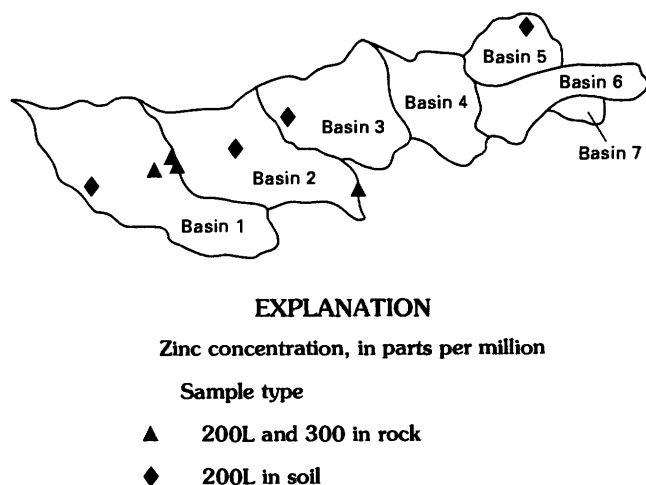 Basin 5
Basin 6
Basin 4
Basin 3
Basin 7
Basin 2
Basin 1
EXPLANATION
Zinc concentration, in parts per million
Sample type
200L and 300 in rock
200L in soil